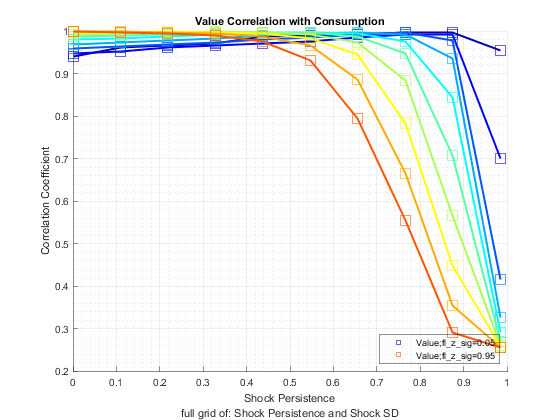 Value Correlation with Consumption
1
0.9
0.8
0.7
0.6
0.5
0.4
0.3
0.2
Correlation Coefficient
Value;fl_z_sig=0.05
Value;fl_z_sig=0.95
0 0.1 0.2 0.3 0.4 0.5 0.6 0.7 0.8 0.9 1
Shock Persistence
full grid of: Shock Persistence and Shock SD